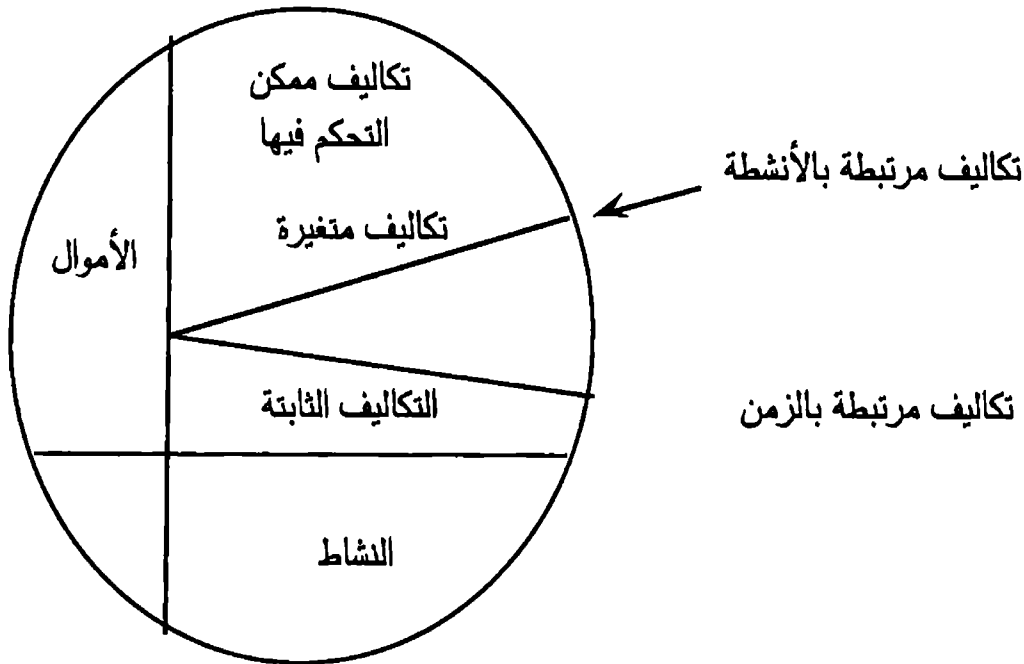 تكاليف ممكن
التحكم فيها
تكاليف مرتبطة بالأنشطة
تكاليف متغيرة
الأموال
التكاليف الثابتة
تكاليف مرتبطة بالزمن
النشاط